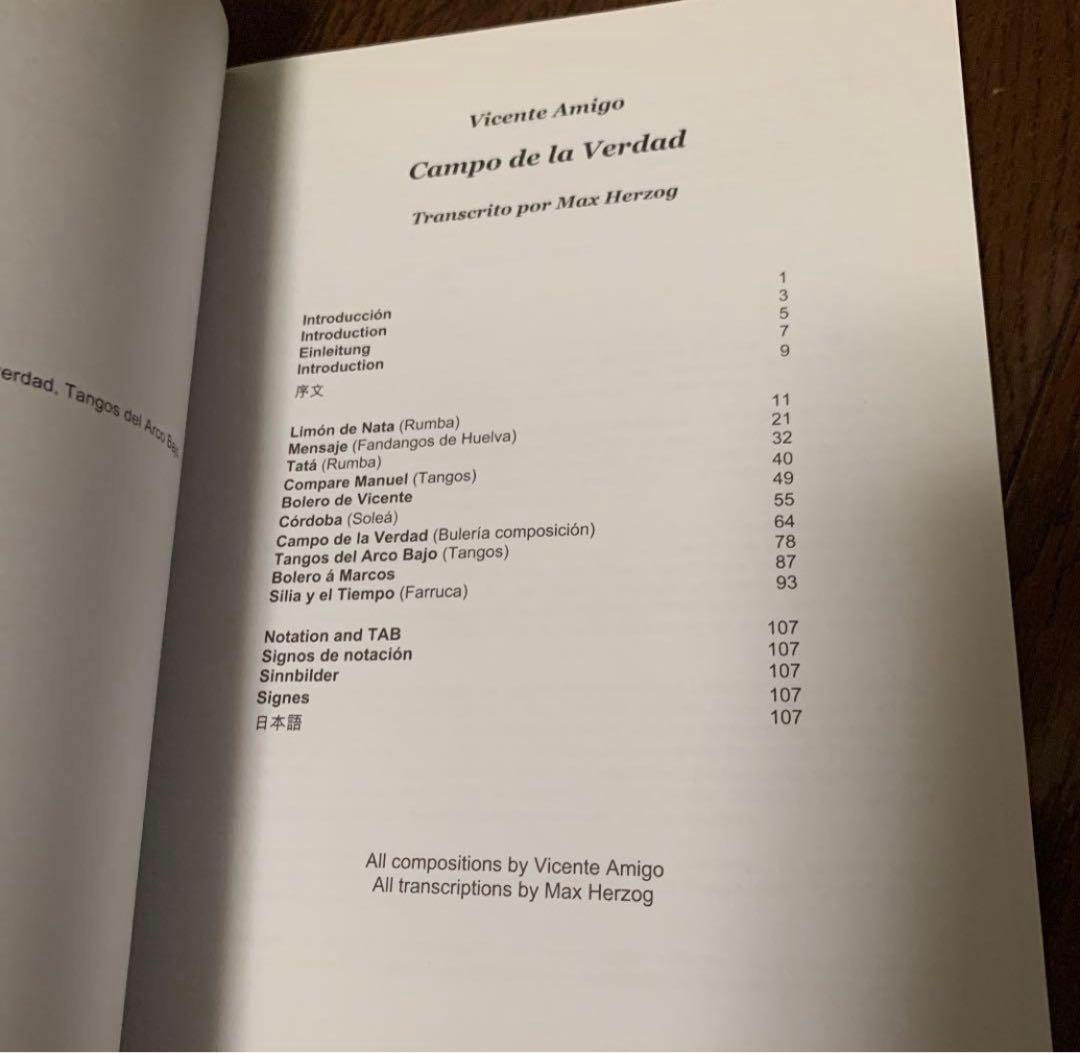 erdad, Tangos del Arco Bajo
Vicente Amigo
Campo de la Verdad
Transcrito por Max Herzog
Introducción 1
Introduction 3
Einleitung 5
Introduction 7
序文 9
Limón de Nata (Rumba) 11
Mensaje (Fandangos de Huelva) 21
Tatá (Rumba) 32
Compare Manuel (Tangos) 40
Bolero de Vicente 49
Córdoba (Soleá) 55
Campo de la Verdad (Bulería composición) 64
Tangos del Arco Bajo (Tangos) 78
Bolero á Marcos 87
Silia y el Tiempo (Farruca) 93
Notation and TAB 107
Signos de notación 107
Sinnbilder 107
Signes 107
日本語 107
All compositions by Vicente Amigo
All transcriptions by Max Herzog